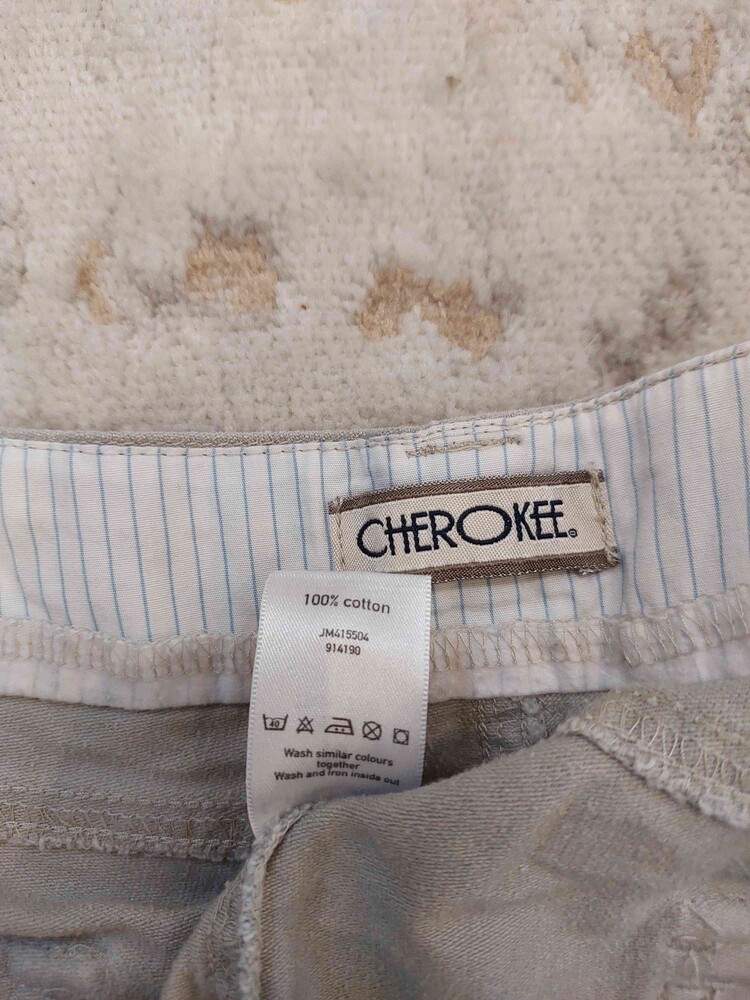 CHEROKEE®
100% cotton
JM415504
914190
40
Wash similar colours
together
Wash and iron inside out